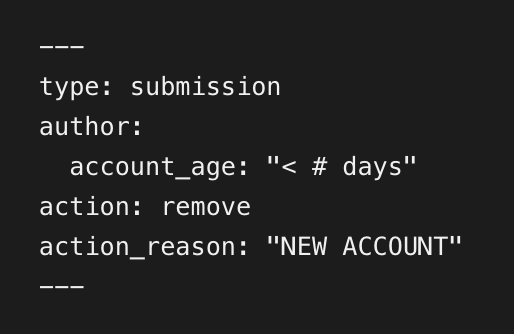 ---
type: submission
author:
  account_age: "< # days"
action: remove
action_reason: "NEW ACCOUNT"
---